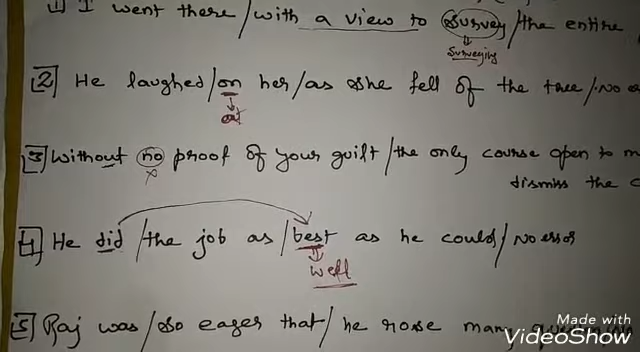 1) I went there/with a view to survey/the entire
surveying
[2] He laughed/on her/as she fell of the tree/No e
at
[3] Without no proof of your guilt/the only course open to m
x
dismiss the c
[4] He did/the job as/best as he could/No error
well
[5] Raj was/so eager that/he rose many question
Made with
VideoShow